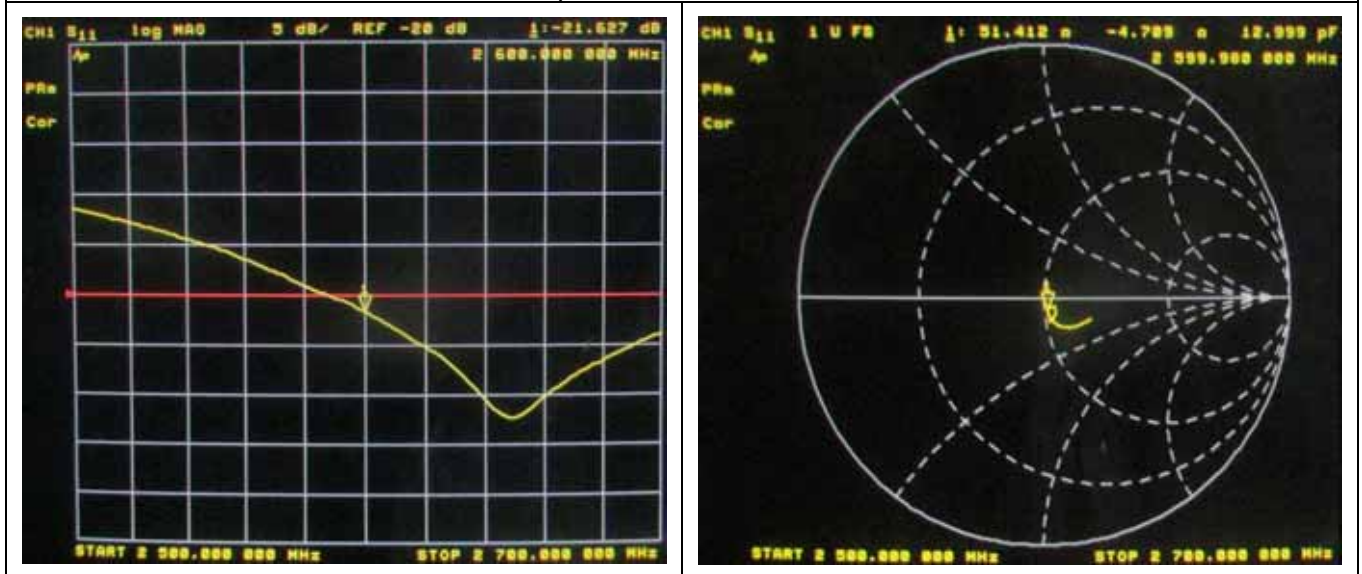 CH1 S11 log MAG 5 dB/ REF -20 dB 1:-21.627 dB
2 600.000 000 MHz
PRm
Cor
START 2 500.000 000 MHz STOP 2 700.000 000 MHz
CH1 S11 1 U FS 1: 51.412 Ω -4.709 Ω 12.999 pF
2 599.980 000 MHz
PRm
Cor
START 2 500.000 000 MHz STOP 2 700.000 000 MHz